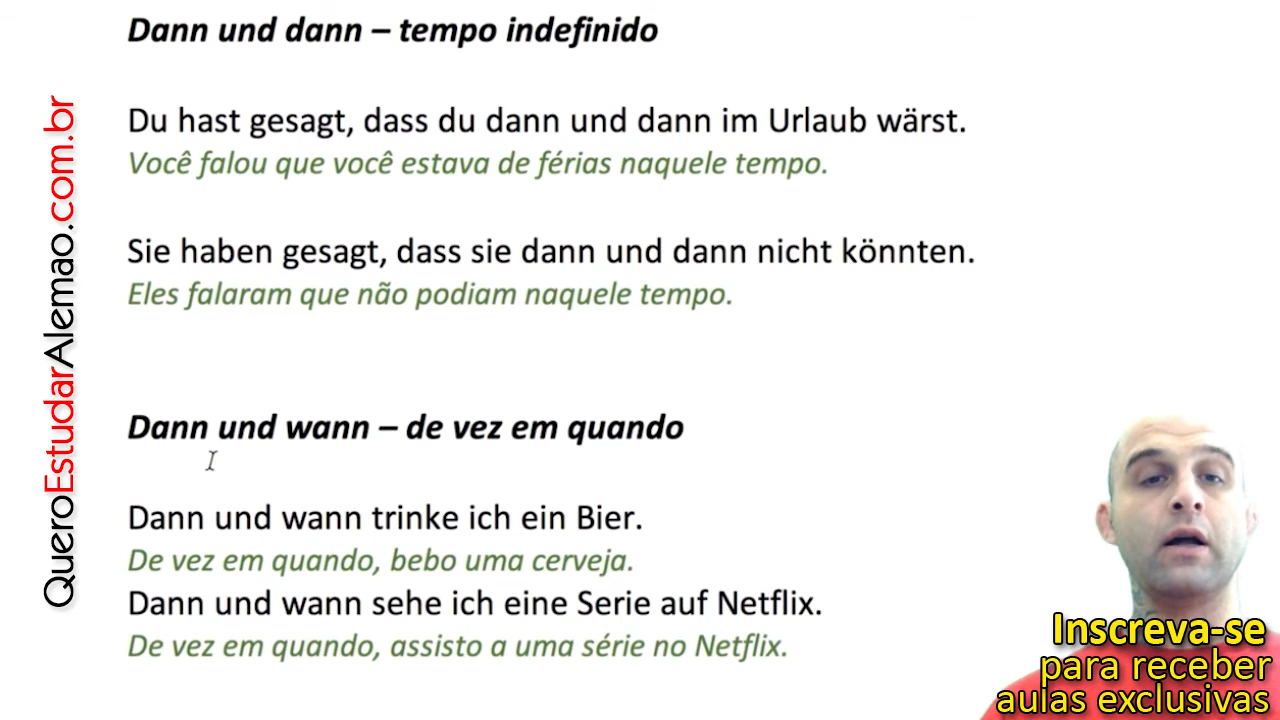 Dann und dann – tempo indefinido
Du hast gesagt, dass du dann und dann im Urlaub wärst.
Você falou que você estava de férias naquele tempo.
Sie haben gesagt, dass sie dann und dann nicht könnten.
Eles falaram que não podiam naquele tempo.
Dann und wann – de vez em quando
Dann und wann trinke ich ein Bier.
De vez em quando, bebo uma cerveja.
Dann und wann sehe ich eine Serie auf Netflix.
De vez em quando, assisto a uma série no Netflix.
QueroEstudarAlemao.com.br
Inscreva-se
para receber
aulas exclusivas